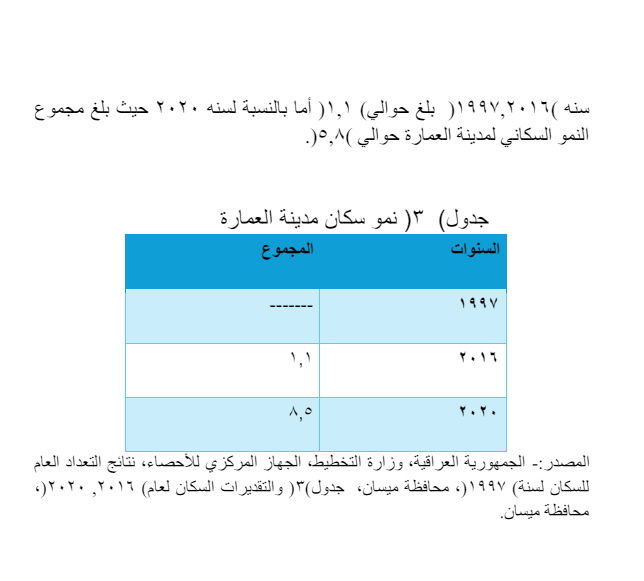 سنه )١٩٩٧,٢٠١٦( بلغ حوالي) ١,١( أما بالنسبة لسنه ٢٠٢٠ حيث بلغ مجموع
النمو السكاني لمدينة العمارة حوالي )٥,٨(.
جدول) ٣( نمو سكان مدينة العمارة
السنوات المجموع
١٩٩٧ -------
٢٠١٦ ١,١
٢٠٢٠ ٨,٥
المصدر:- الجمهورية العراقية، وزارة التخطيط، الجهاز المركزي للأحصاء، نتائج التعداد العام
للسكان لسنة) ١٩٩٧(، محافظة ميسان، جدول)٣( والتقديرات السكان لعام) ٢٠١٦, ٢٠٢٠(،
محافظة ميسان.